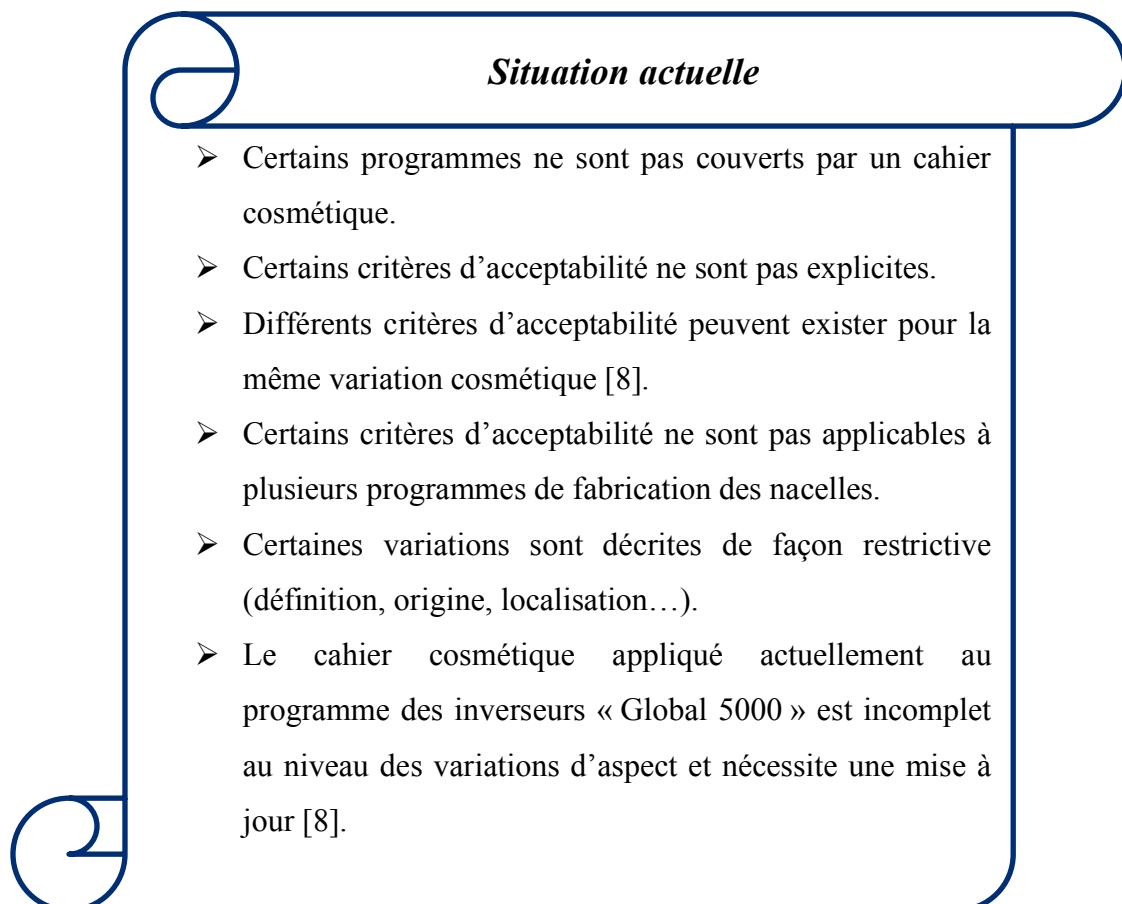 Situation actuelle
➢ Certains programmes ne sont pas couverts par un cahier
cosmétique.
➢ Certains critères d’acceptabilité ne sont pas explicites.
➢ Différents critères d’acceptabilité peuvent exister pour la
même variation cosmétique [8].
➢ Certains critères d’acceptabilité ne sont pas applicables à
plusieurs programmes de fabrication des nacelles.
➢ Certaines variations sont décrites de façon restrictive
(définition, origine, localisation…).
➢ Le cahier cosmétique appliqué actuellement au
programme des inverseurs « Global 5000 » est incomplet
au niveau des variations d’aspect et nécessite une mise à
jour [8].